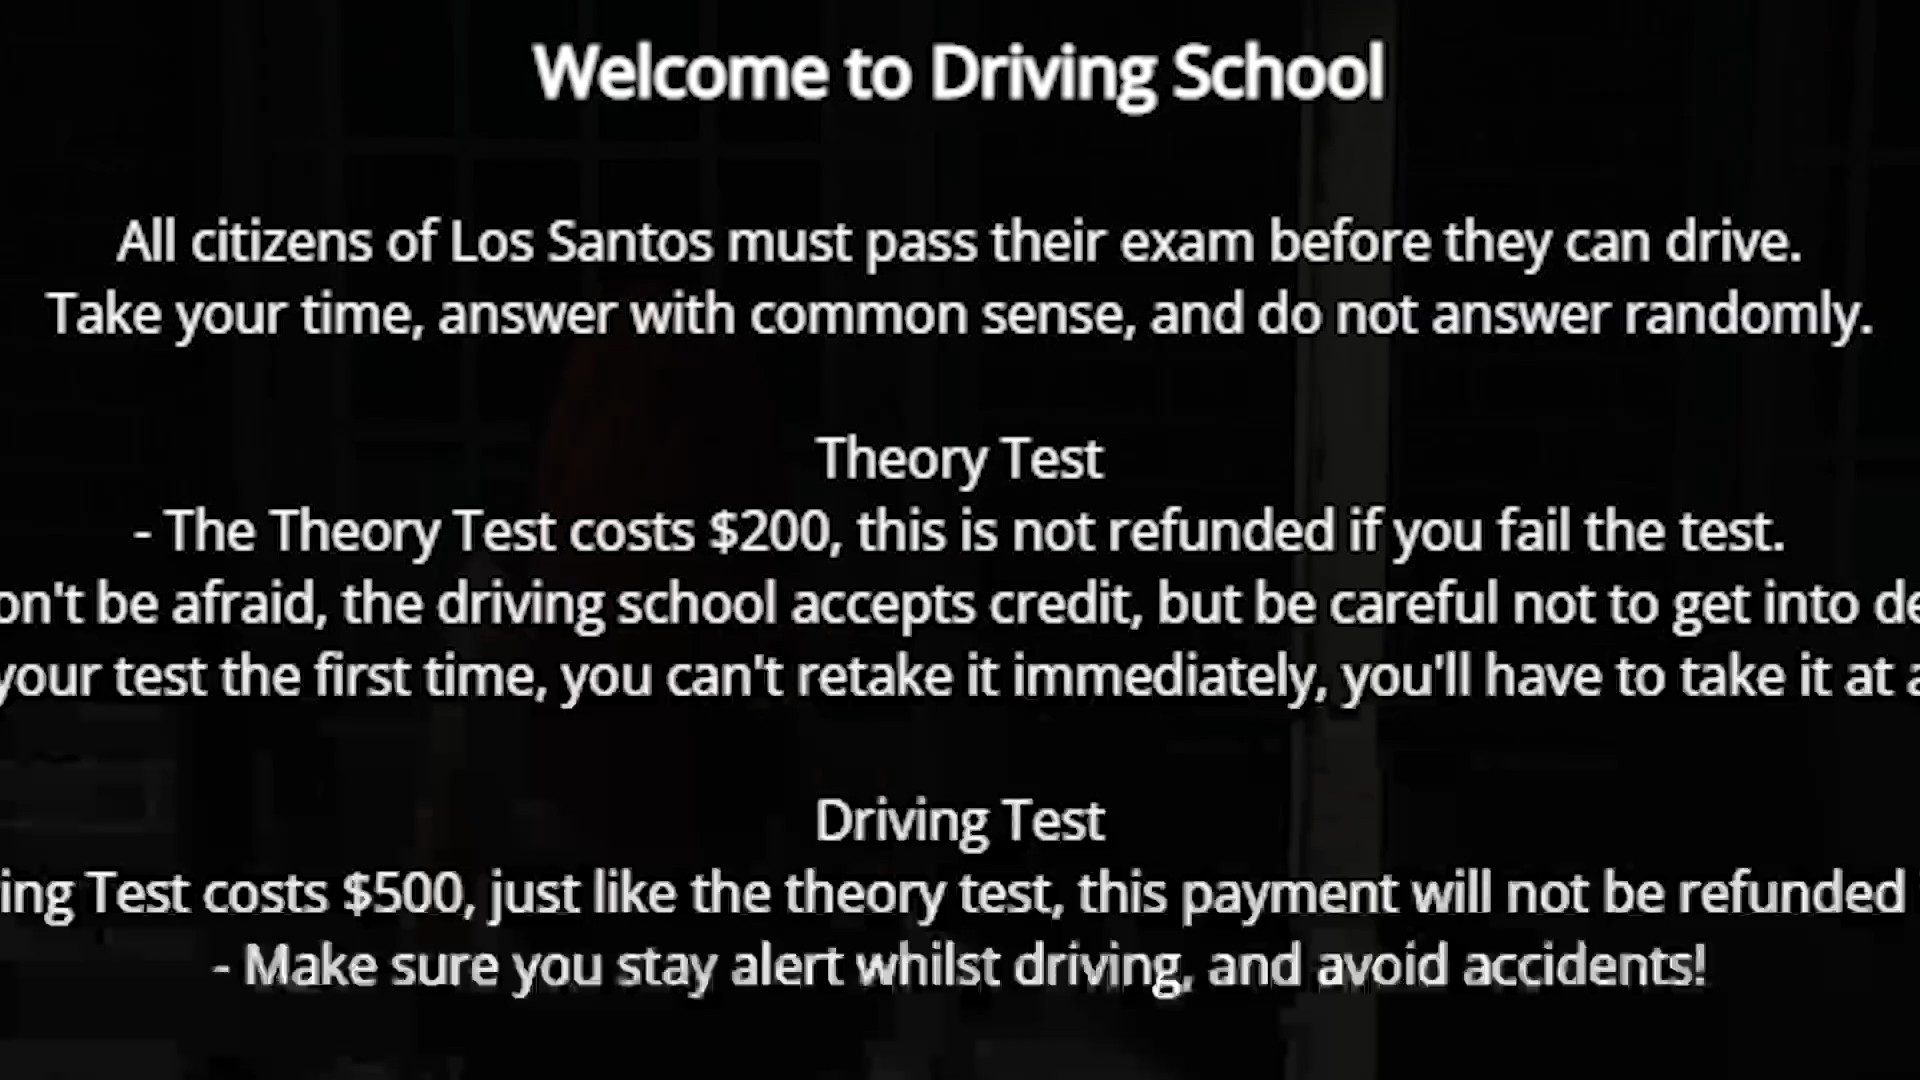 Welcome to Driving School
All citizens of Los Santos must pass their exam before they can drive.
Take your time, answer with common sense, and do not answer randomly.
Theory Test
- The Theory Test costs $200, this is not refunded if you fail the test.
on't be afraid, the driving school accepts credit, but be careful not to get into de
your test the first time, you can't retake it immediately, you'll have to take it at a
Driving Test
ing Test costs $500, just like the theory test, this payment will not be refunded
- Make sure you stay alert whilst driving, and avoid accidents!